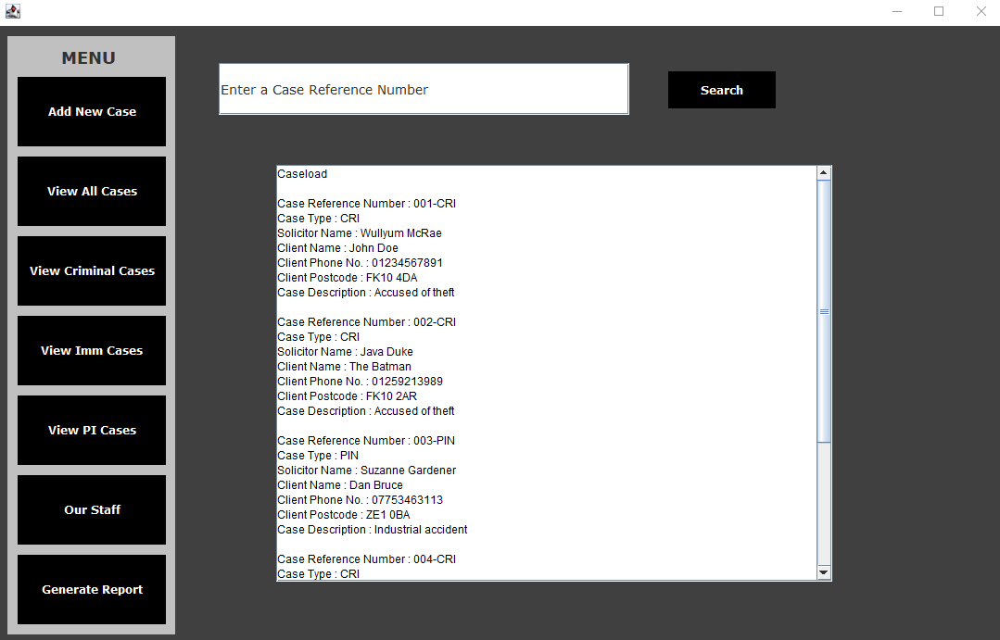 MENU
Add New Case
View All Cases
View Criminal Cases
View Imm Cases
View PI Cases
Our Staff
Generate Report
Enter a Case Reference Number
Search
Caseload
Case Reference Number : 001-CRI
Case Type : CRI
Solicitor Name : Wullyum McRae
Client Name : John Doe
Client Phone No. : 01234567891
Client Postcode : FK10 4DA
Case Description : Accused of theft
Case Reference Number : 002-CRI
Case Type : CRI
Solicitor Name : Java Duke
Client Name : The Batman
Client Phone No. : 01259213989
Client Postcode : FK10 2AR
Case Description : Accused of theft
Case Reference Number : 003-PIN
Case Type : PIN
Solicitor Name : Suzanne Gardener
Client Name : Dan Bruce
Client Phone No. : 07753463113
Client Postcode : ZE1 0BA
Case Description : Industrial accident
Case Reference Number : 004-CRI
Case Type : CRI